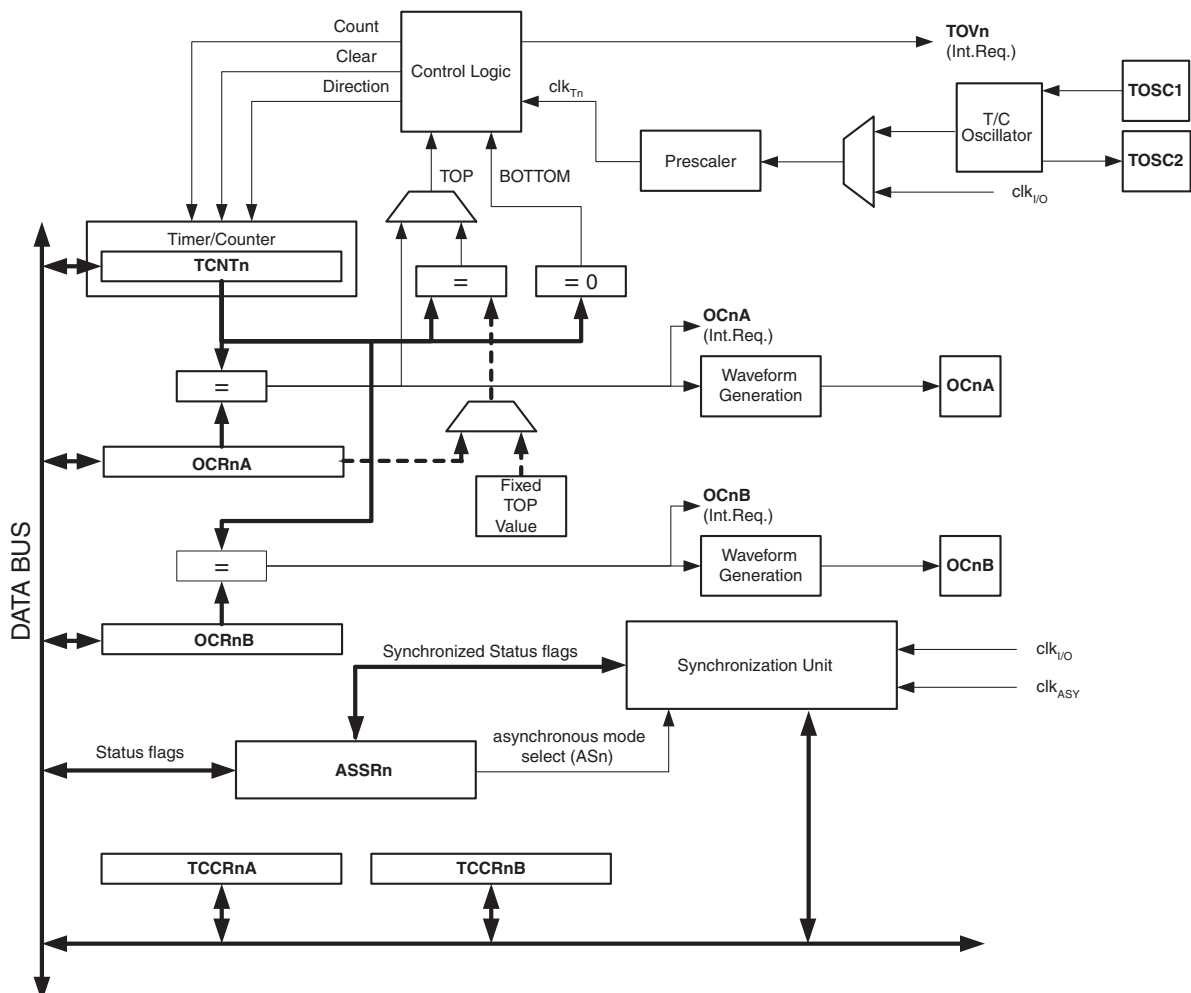 Count
Clear
Direction
Control Logic
TOVn
(Int.Req.)
clkTn
TOSC1
T/C
Oscillator
TOSC2
Prescaler
clkI/O
TOP
BOTTOM
Timer/Counter
TCNTn
=
= 0
OCnA
(Int.Req.)
=
Waveform
Generation
OCnA
OCRnA
Fixed
TOP
Value
OCnB
(Int.Req.)
=
Waveform
Generation
OCnB
DATA BUS
OCRnB
Synchronized Status flags
Synchronization Unit
clkI/O
clkASY
Status flags
ASSRn
asynchronous mode
select (ASn)
TCCRnA
TCCRnB